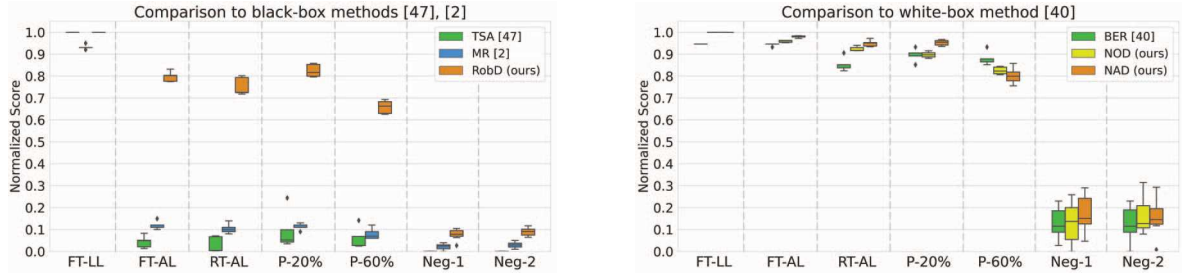 Comparison to black-box methods [47], [2]
Normalized Score
1.0
0.9
0.8
0.7
0.6
0.5
0.4
0.3
0.2
0.1
0.0
TSA [47]
MR [2]
RobD (ours)
FT-LL FT-AL RT-AL P-20% P-60% Neg-1 Neg-2
Comparison to white-box method [40]
Normalized Score
1.0
0.9
0.8
0.7
0.6
0.5
0.4
0.3
0.2
0.1
0.0
BER [40]
NOD (ours)
NAD (ours)
FT-LL FT-AL RT-AL P-20% P-60% Neg-1 Neg-2